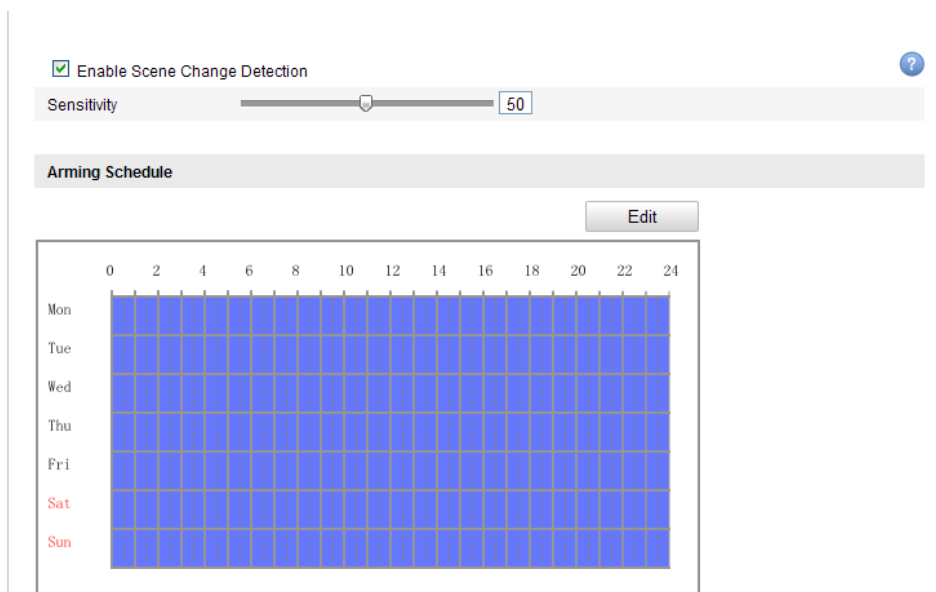 Enable Scene Change Detection
?
Sensitivity 50
Arming Schedule
Edit
0 2 4 6 8 10 12 14 16 18 20 22 24
Mon
Tue
Wed
Thu
Fri
Sat
Sun